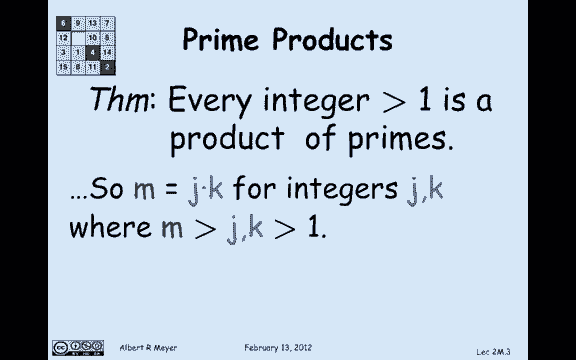 6 9 13 7
12 10 5
3 1 4 14
15 8 11 2
Prime Products
Thm: Every integer > 1 is a
product of primes.
...So m = j·k for integers j,k
where m > j,k > 1.
Albert R Meyer February 13, 2012 Lec 2M.3